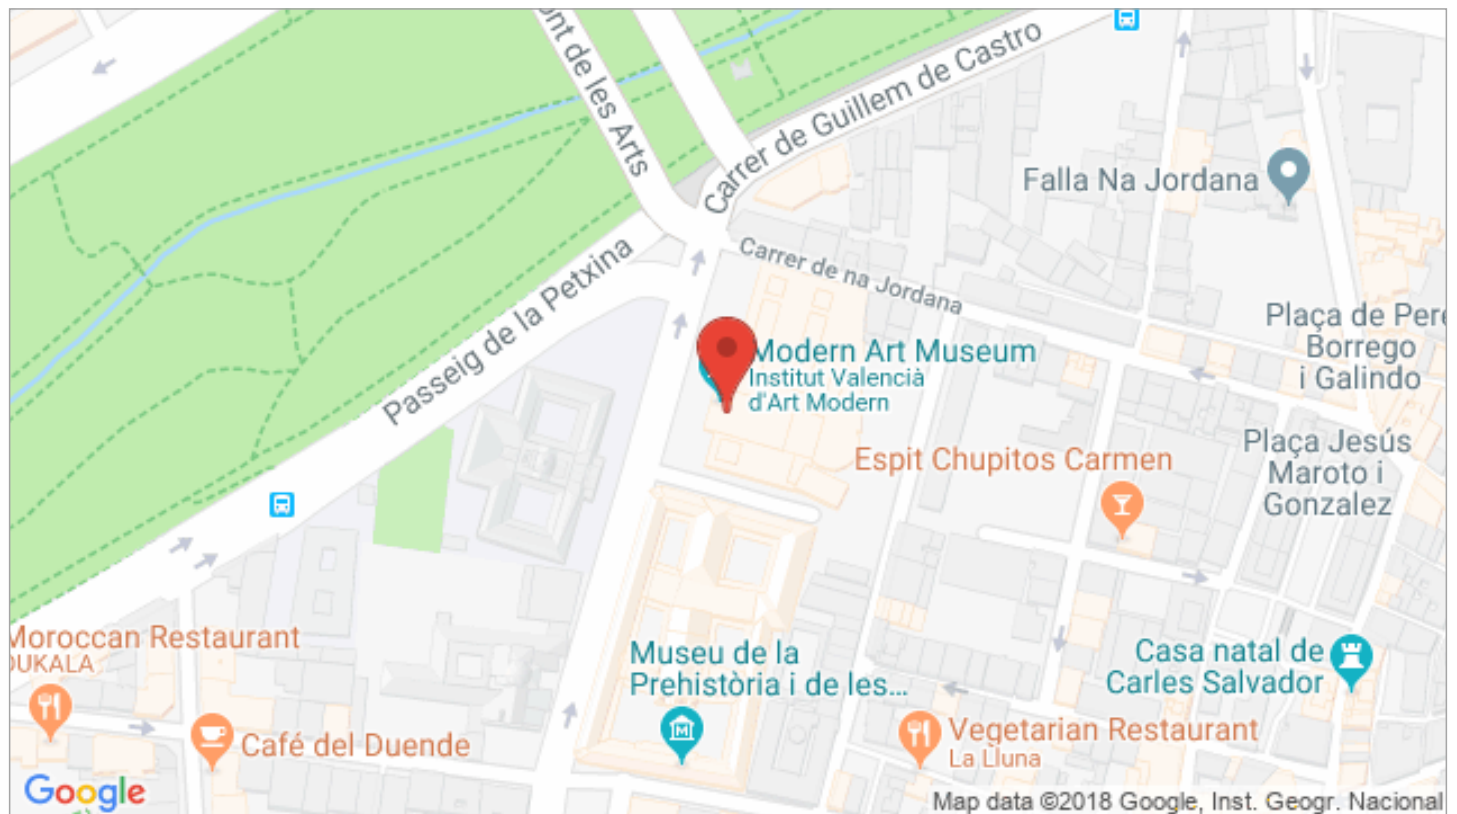 ont de les Arts
Carrer de Guillem de Castro
Falla Na Jordana
Carrer de na Jordana
Passeig de la Petxina
Plaça de Pere
Borrego
i Galindo
Modern Art Museum
Institut Valencià
d'Art Modern
Espit Chupitos Carmen
Plaça Jesús
Maroto i
Gonzalez
Moroccan Restaurant
DUKALA
Museu de la
Prehistòria i de les...
Casa natal de
Carles Salvador
Café del Duende
Vegetarian Restaurant
La Lluna
Google
Map data ©2018 Google, Inst. Geogr. Nacional